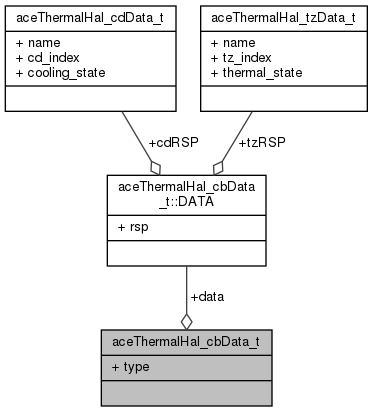 aceThermalHal_cdData_t
+ name
+ cd_index
+ cooling_state
aceThermalHal_tzData_t
+ name
+ tz_index
+ thermal_state
+cdRSP
+tzRSP
aceThermalHal_cbData
_t::DATA
+ rsp
+data
aceThermalHal_cbData_t
+ type